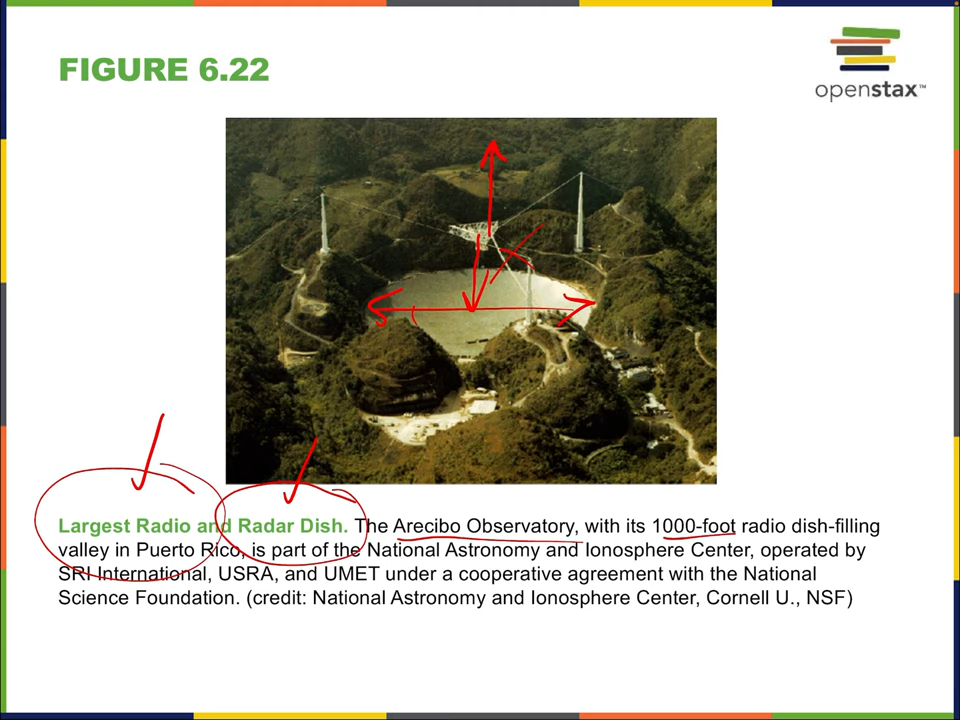 FIGURE 6.22
openstax™
Largest Radio and Radar Dish. The Arecibo Observatory, with its 1000-foot radio dish-filling
valley in Puerto Rico, is part of the National Astronomy and Ionosphere Center, operated by
SRI International, USRA, and UMET under a cooperative agreement with the National
Science Foundation. (credit: National Astronomy and Ionosphere Center, Cornell U., NSF)